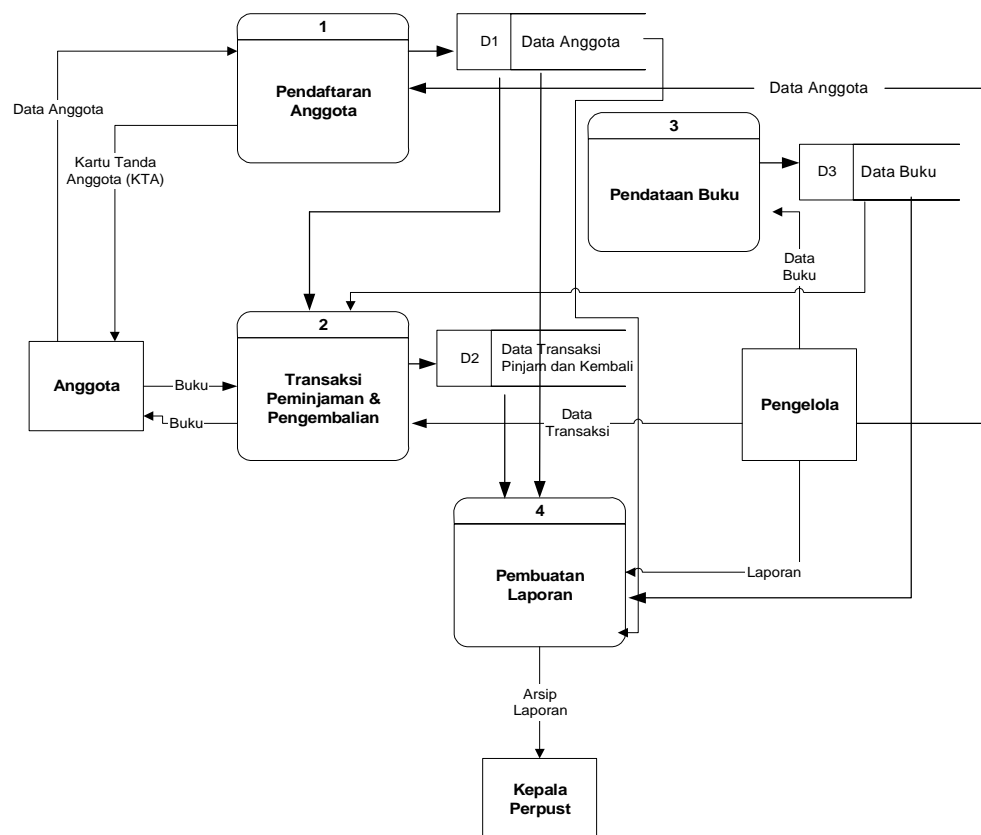 1
Pendaftaran
Anggota
D1
Data Anggota
Data Anggota
Data Anggota
Kartu Tanda
Anggota (KTA)
3
Pendataan Buku
D3
Data Buku
Data
Buku
2
Transaksi
Peminjaman &
Pengembalian
D2
Data Transaksi
Pinjam dan Kembali
Anggota
Buku
Buku
Data
Transaksi
Pengelola
4
Pembuatan
Laporan
Laporan
Arsip
Laporan
Kepala
Perpust